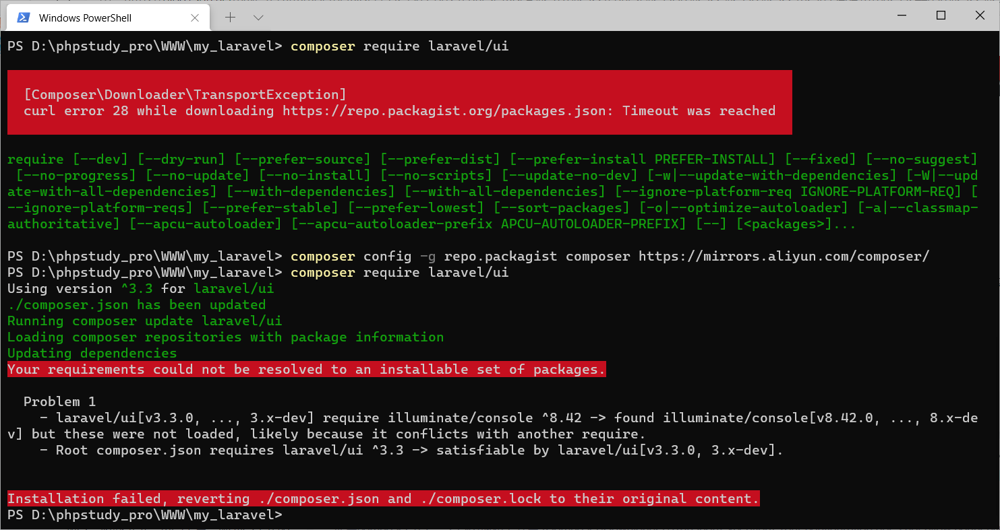 Windows PowerShell
PS D:\phpstudy_pro\WWW\my_laravel> composer require laravel/ui
[Composer\Downloader\TransportException]
curl error 28 while downloading https://repo.packagist.org/packages.json: Timeout was reached
require [--dev] [--dry-run] [--prefer-source] [--prefer-dist] [--prefer-install PREFER-INSTALL] [--fixed] [--no-suggest]
[--no-progress] [--no-update] [--no-install] [--no-scripts] [--update-no-dev] [-w|--update-with-dependencies] [-W|--upd
ate-with-all-dependencies] [--with-dependencies] [--with-all-dependencies] [--ignore-platform-req IGNORE-PLATFORM-REQ] [
--ignore-platform-reqs] [--prefer-stable] [--prefer-lowest] [--sort-packages] [-o|--optimize-autoloader] [-a|--classmap-
authoritative] [--apcu-autoloader] [--apcu-autoloader-prefix APCU-AUTOLOADER-PREFIX] [--] [<packages>]...
PS D:\phpstudy_pro\WWW\my_laravel> composer config -g repo.packagist composer https://mirrors.aliyun.com/composer/
PS D:\phpstudy_pro\WWW\my_laravel> composer require laravel/ui
Using version ^3.3 for laravel/ui
./composer.json has been updated
Running composer update laravel/ui
Loading composer repositories with package information
Updating dependencies
Your requirements could not be resolved to an installable set of packages.
Problem 1
- laravel/ui[v3.3.0, ..., 3.x-dev] require illuminate/console ^8.42 -> found illuminate/console[v8.42.0, ..., 8.x-de
v] but these were not loaded, likely because it conflicts with another require.
- Root composer.json requires laravel/ui ^3.3 -> satisfiable by laravel/ui[v3.3.0, 3.x-dev].
Installation failed, reverting ./composer.json and ./composer.lock to their original content.
PS D:\phpstudy_pro\WWW\my_laravel>